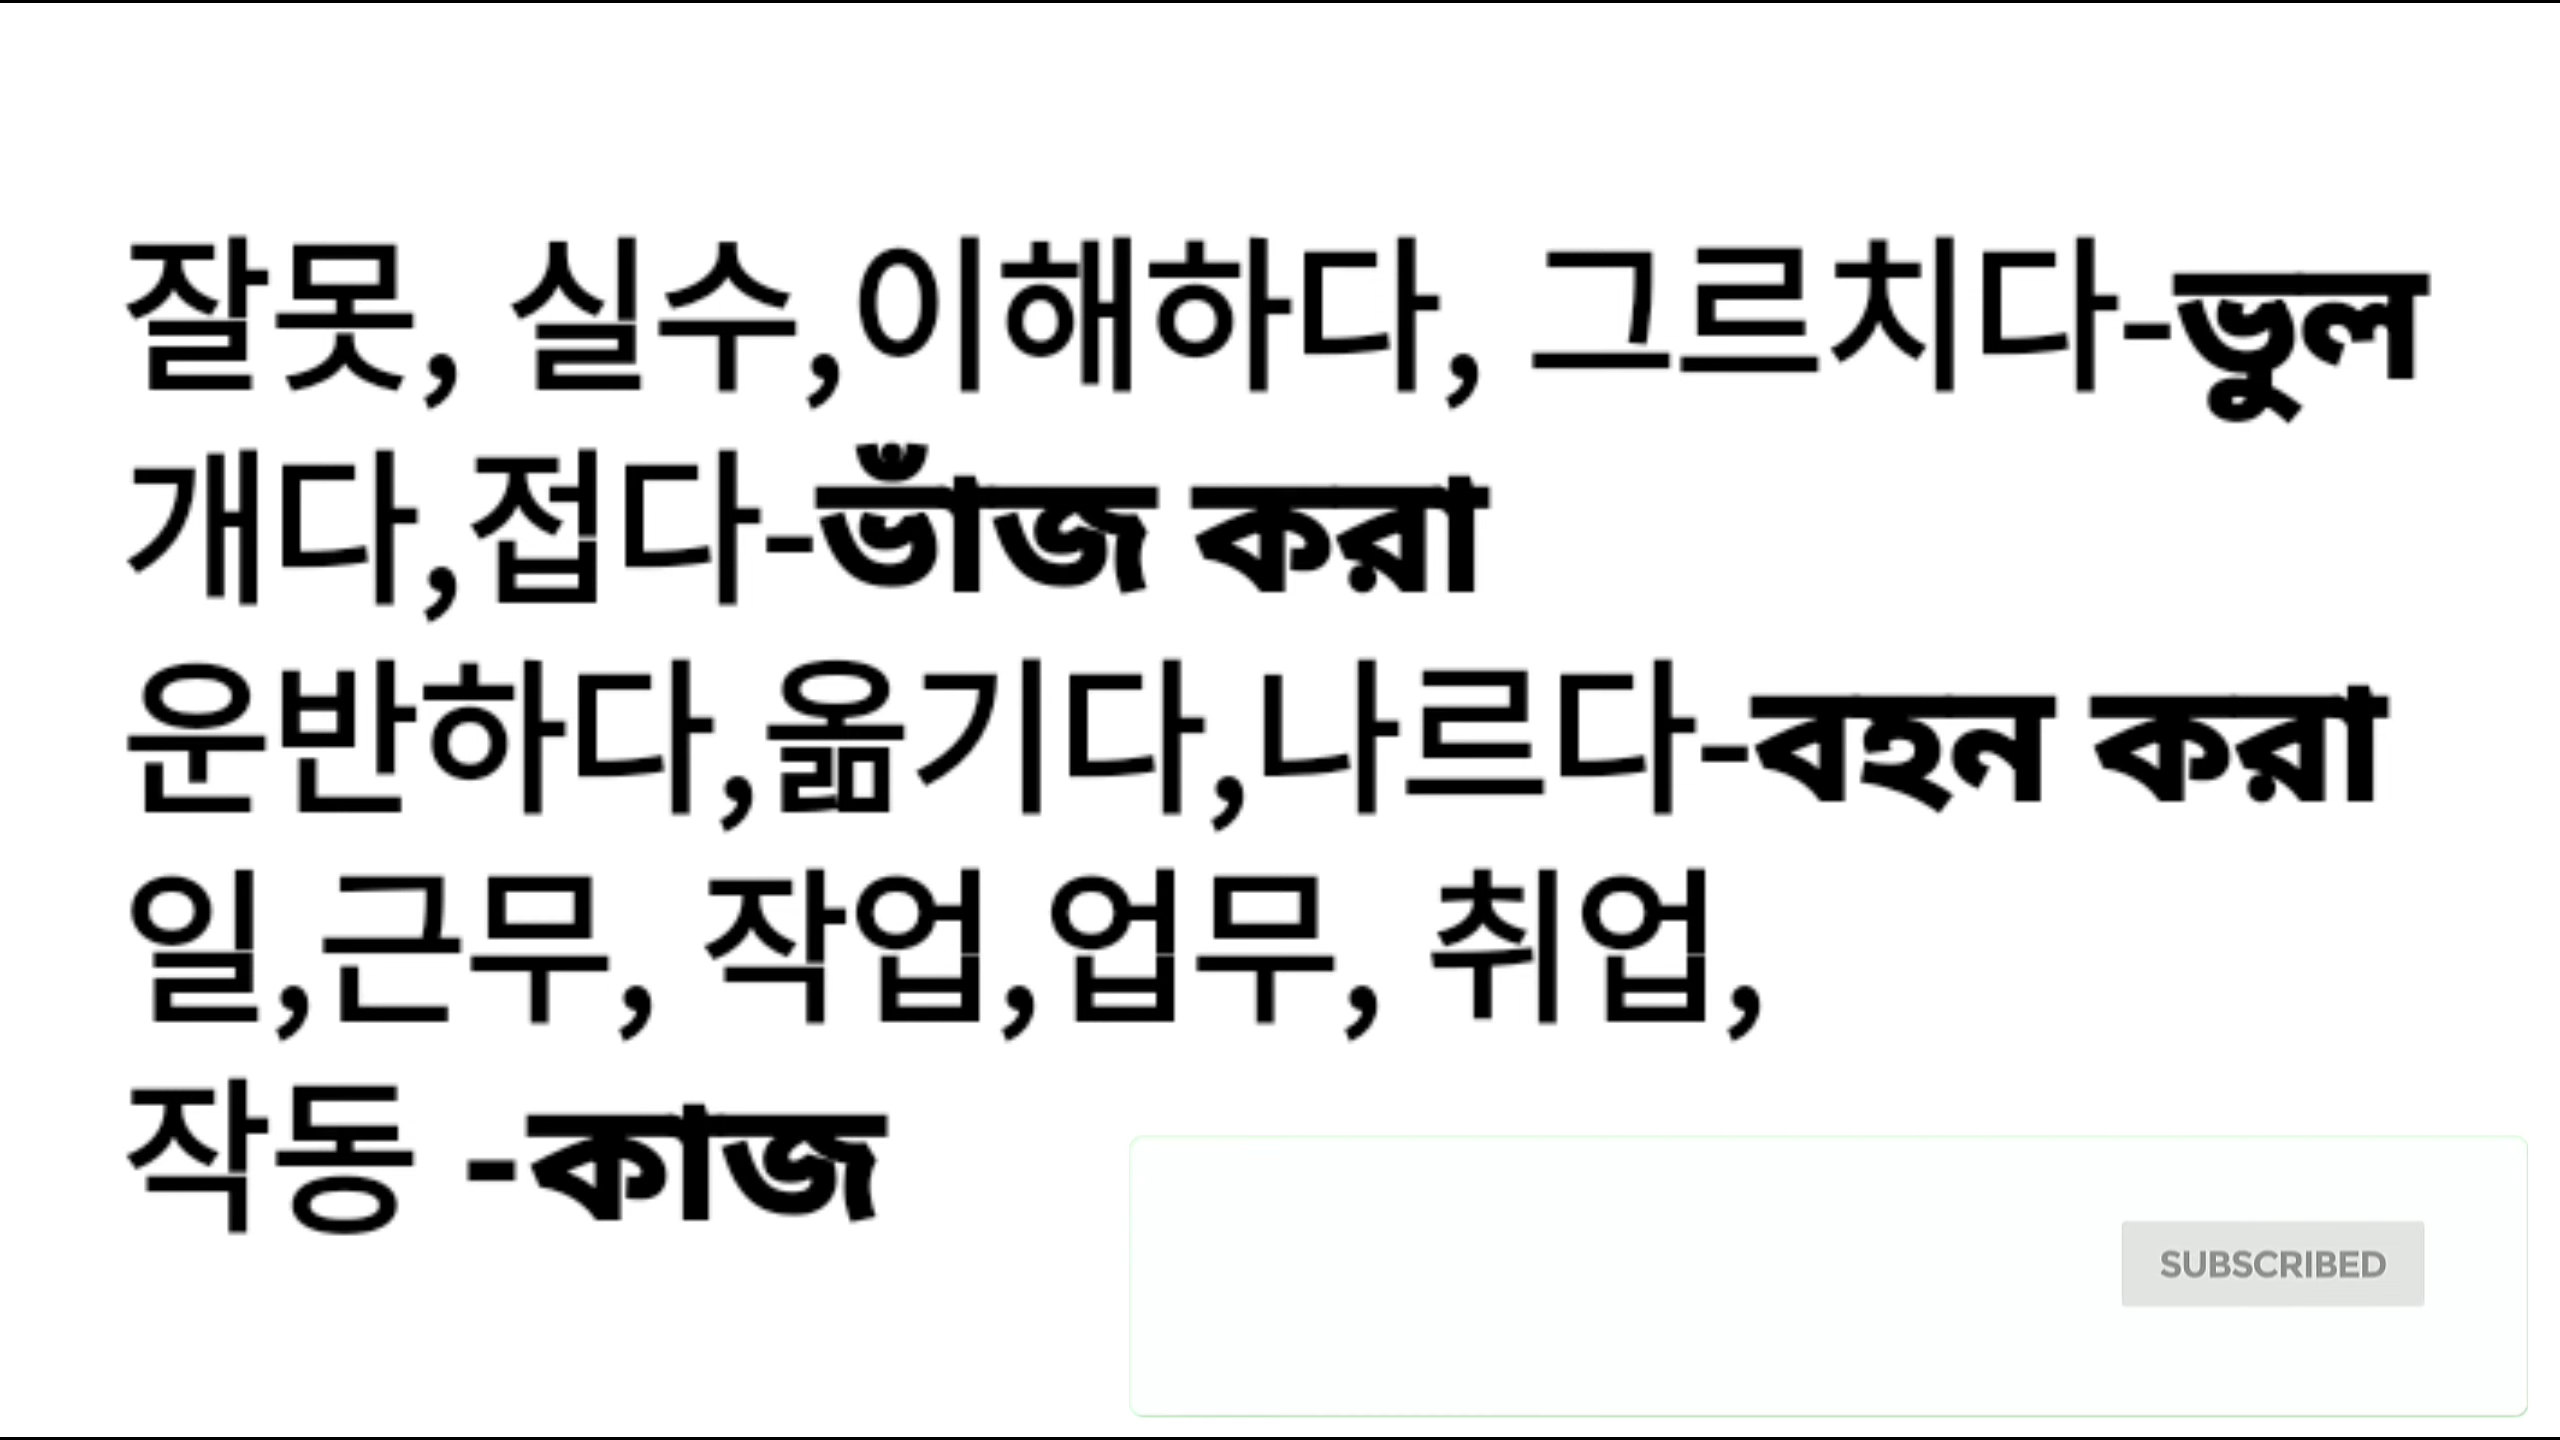 잘못, 실수,이해하다, 그르치다-ভুল
개다,접다-ভাঁজ করা
운반하다,옮기다,나르다-বহন করা
일,근무, 작업,업무, 취업,
작동 -কাজ
SUBSCRIBED